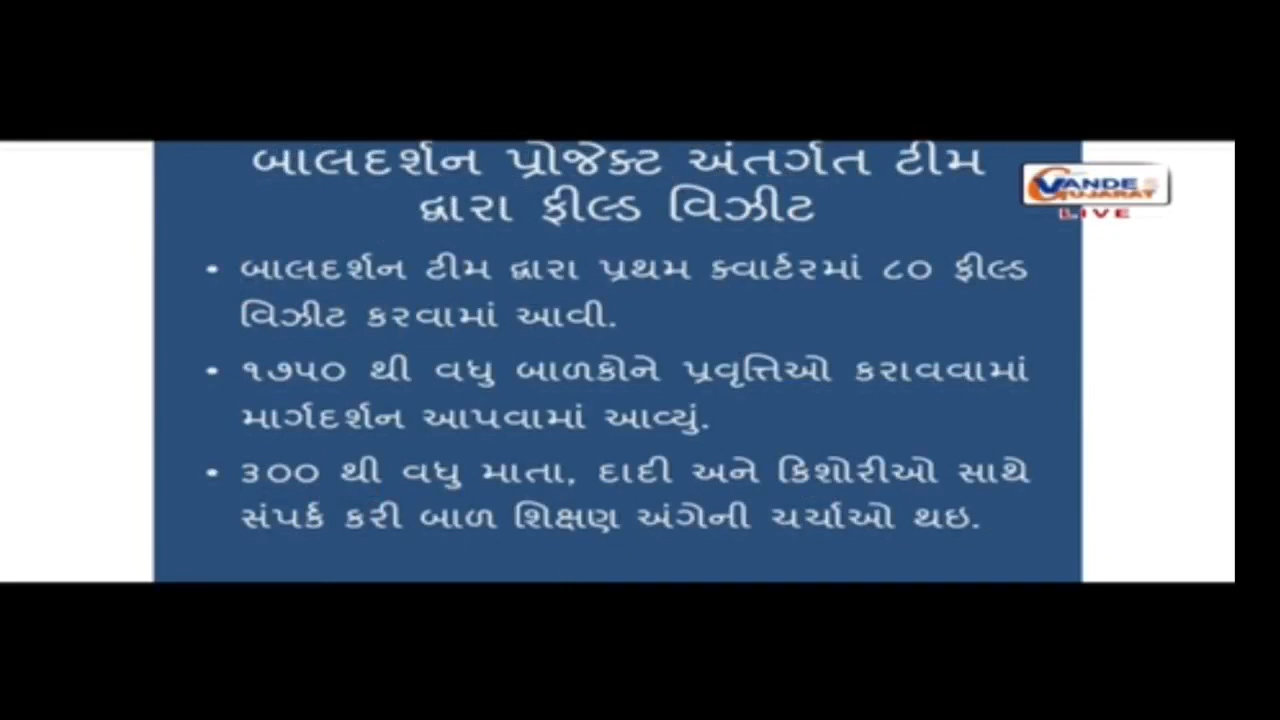 બાલદર્શન પ્રોજેક્ટ અંતર્ગત ટીમ
દ્વારા ફીલ્ડ વિઝીટ
VANDE
GUJARAT
LIVE
• બાલદર્શન ટીમ દ્વારા પ્રથમ ક્વાર્ટરમાં ૮૦ ફીલ્ડ
વિઝીટ કરવામાં આવી.
• ૧૭૫૦ થી વધુ બાળકોને પ્રવૃત્તિઓ કરાવવામાં
માર્ગદર્શન આપવામાં આવ્યું.
• ૩૦૦ થી વધુ માતા, દાદી અને કિશોરીઓ સાથે
સંપર્ક કરી બાળ શિક્ષણ અંગેની ચર્ચાઓ થઇ.